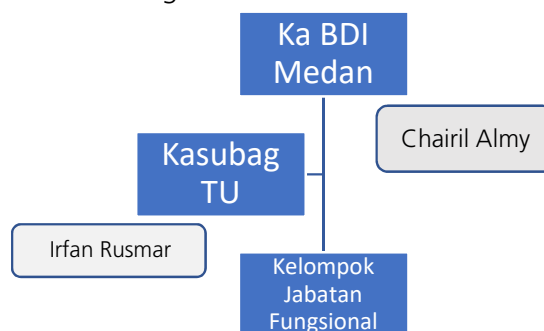 Ka BDI
Medan
Chairil Almy
Kasubag
TU
Irfan Rusmar
Kelompok
Jabatan
Fungsional